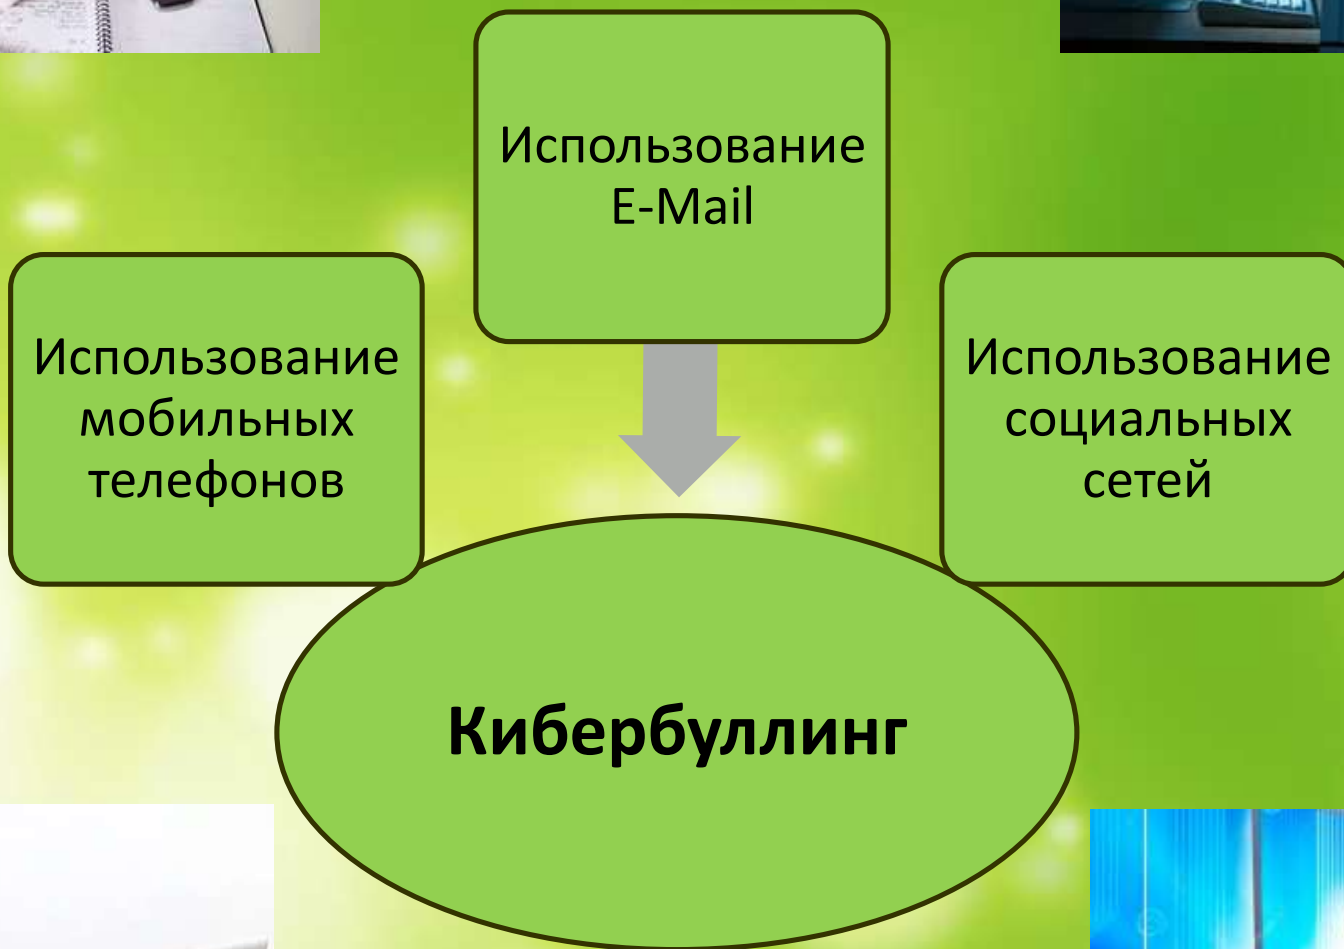 Использование
E-Mail
Использование
мобильных
телефонов
Использование
социальных
сетей
Кибербуллинг